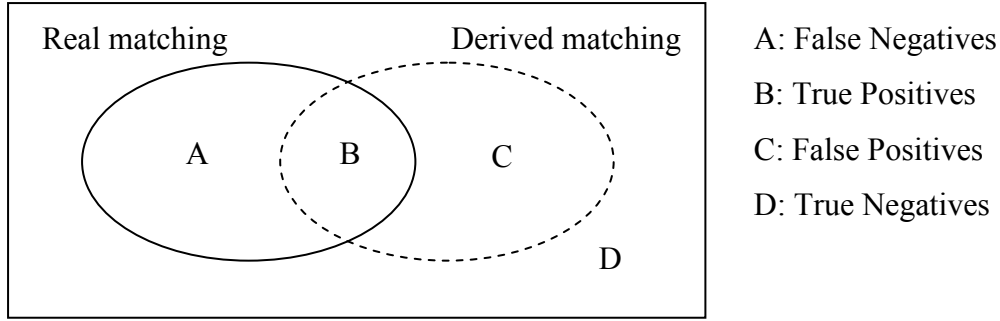 Real matching
Derived matching
A
B
C
D
A: False Negatives
B: True Positives
C: False Positives
D: True Negatives